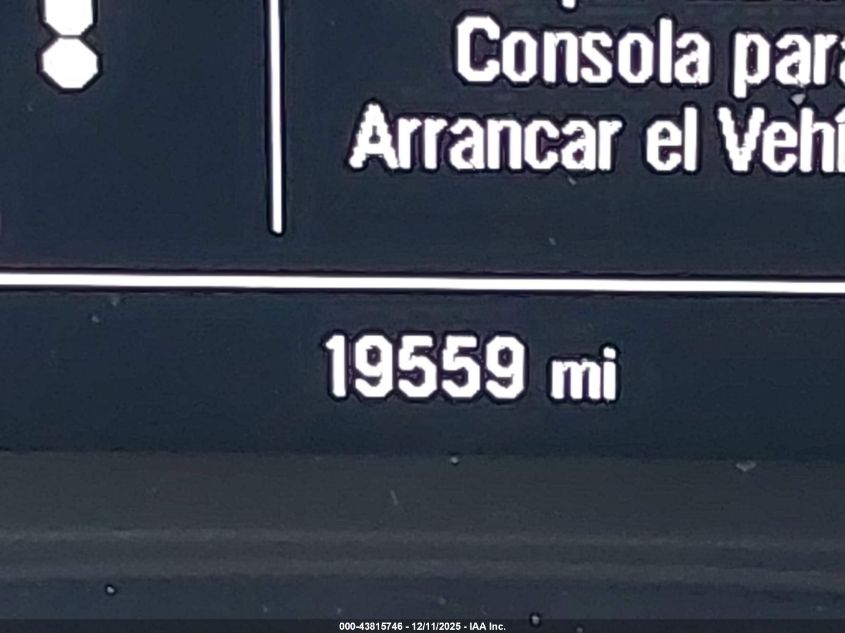 Consola para
Arrancar el Vehí
19559 mi
000-43815746 - 12/11/2025 - IAA Inc.